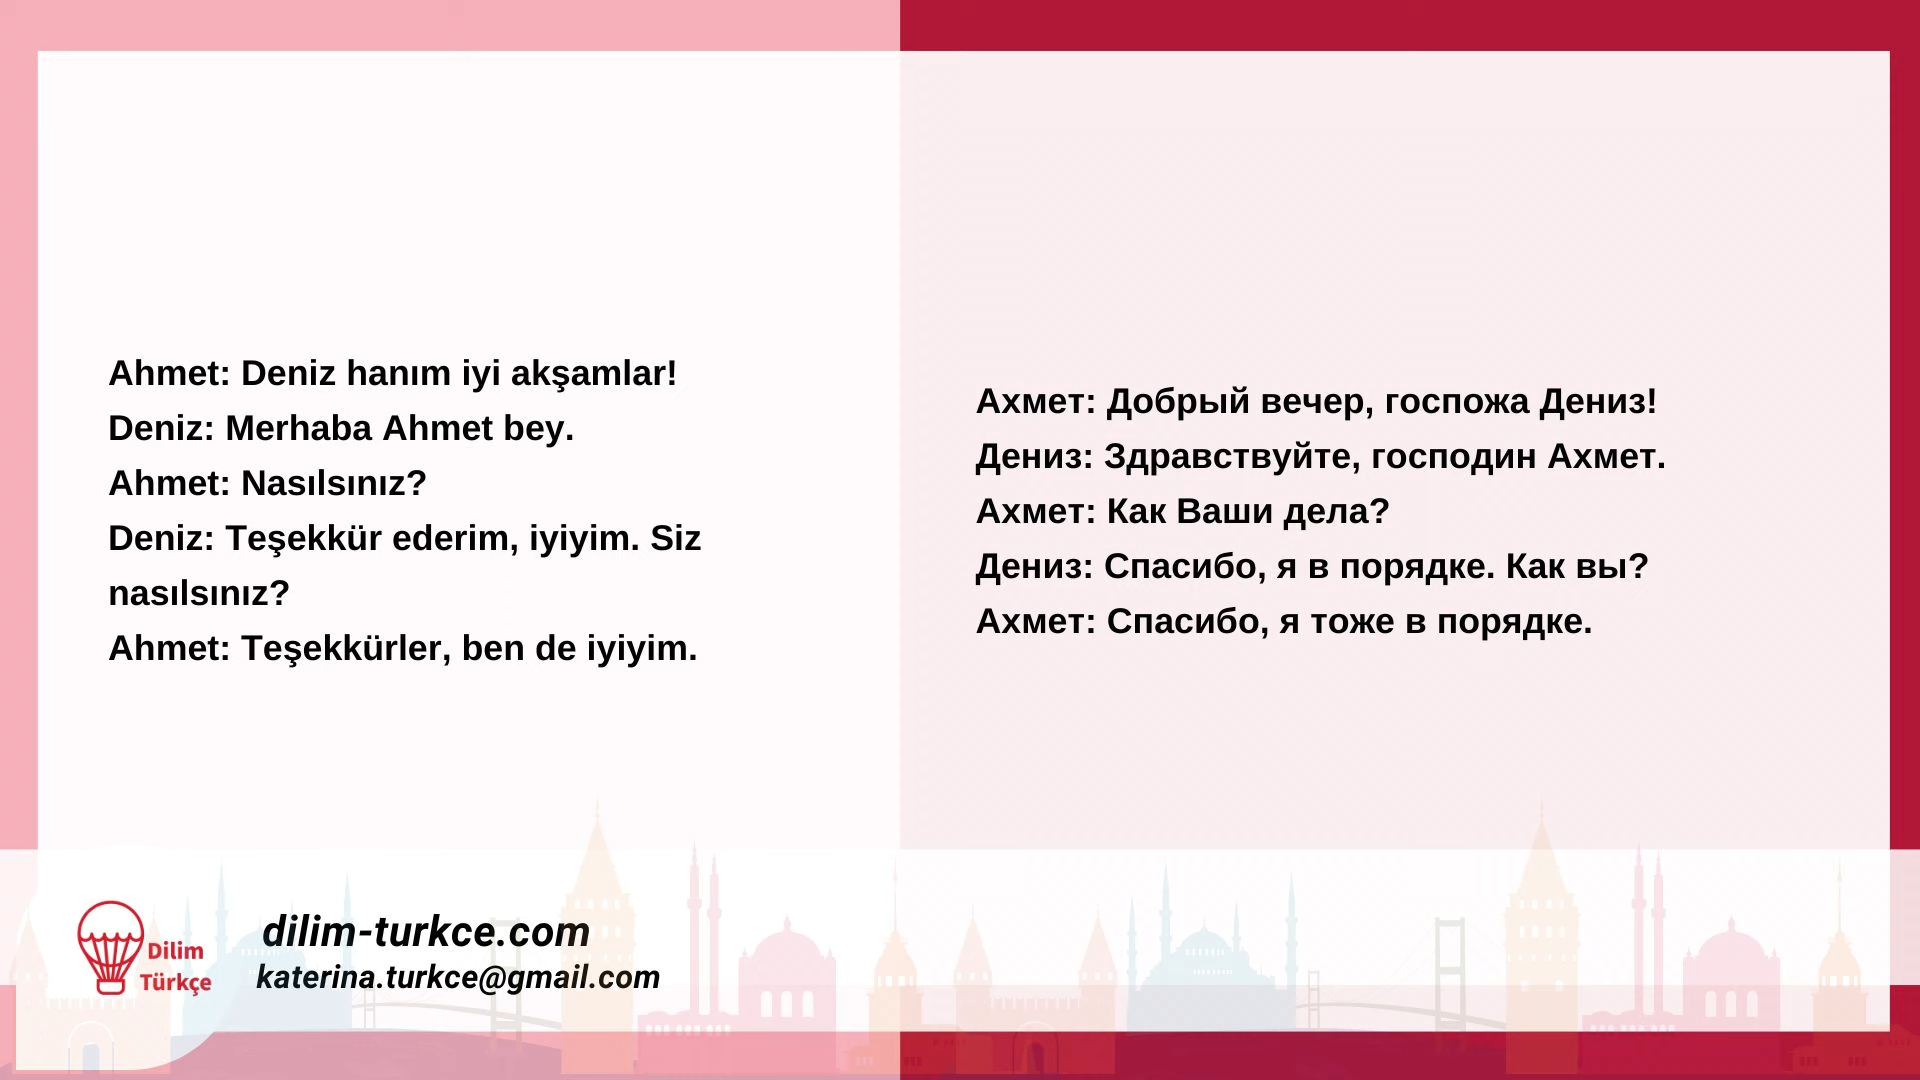 Ahmet: Deniz hanım iyi akşamlar!
Deniz: Merhaba Ahmet bey.
Ahmet: Nasılsınız?
Deniz: Teşekkür ederim, iyiyim. Siz
nasılsınız?
Ahmet: Teşekkürler, ben de iyiyim.
Ахмет: Добрый вечер, госпожа Дениз!
Дениз: Здравствуйте, господин Ахмет.
Ахмет: Как Ваши дела?
Дениз: Спасибо, я в порядке. Как вы?
Ахмет: Спасибо, я тоже в порядке.
Dilim
Türkçe
dilim-turkce.com
katerina.turkce@gmail.com